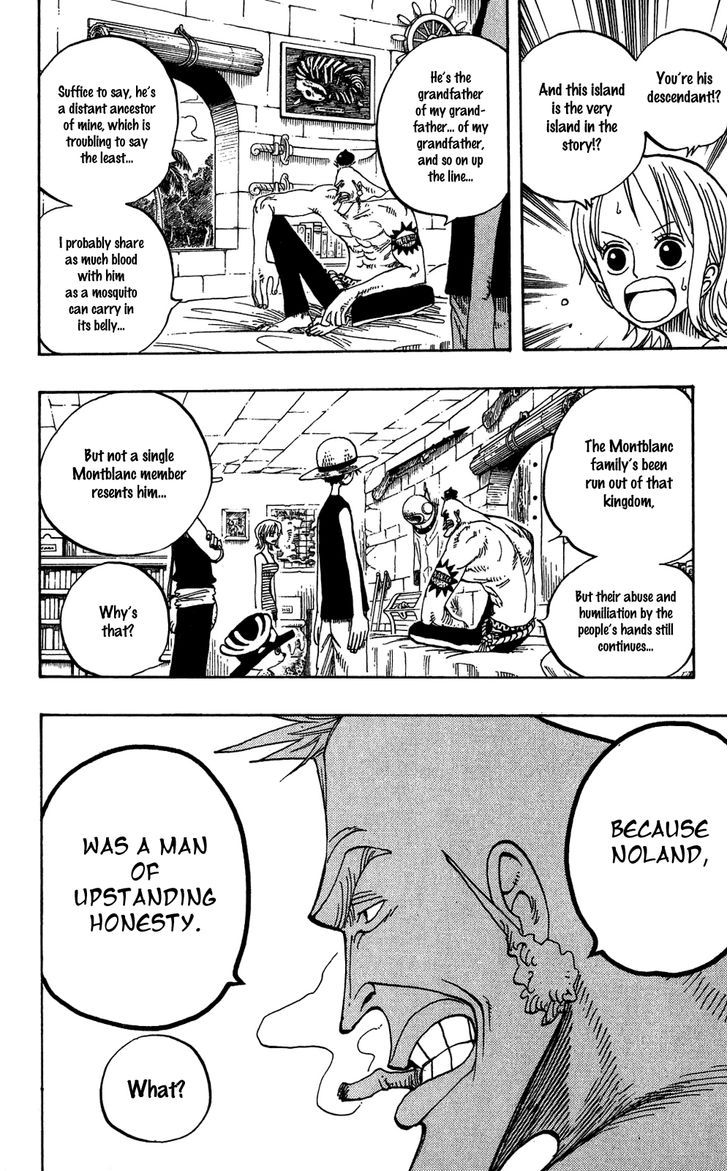 You're his
descendant!?
And this island
is the very
island in the
story!?
He's the
grandfather
of my grand-
father... of my
grandfather,
and so on up
the line...
Suffice to say, he's
a distant ancestor
of mine, which is
troubling to say
the least...
I probably share
as much blood
with him
as a mosquito
can carry in
its belly...
The Montblanc
family's been
run out of that
kingdom,
But their abuse and
humiliation by the
people's hands still
continues...
But not a single
Montblanc member
resents him...
Why's
that?
BECAUSE
NOLAND,
WAS A MAN
OF
UPSTANDING
HONESTY.
What?